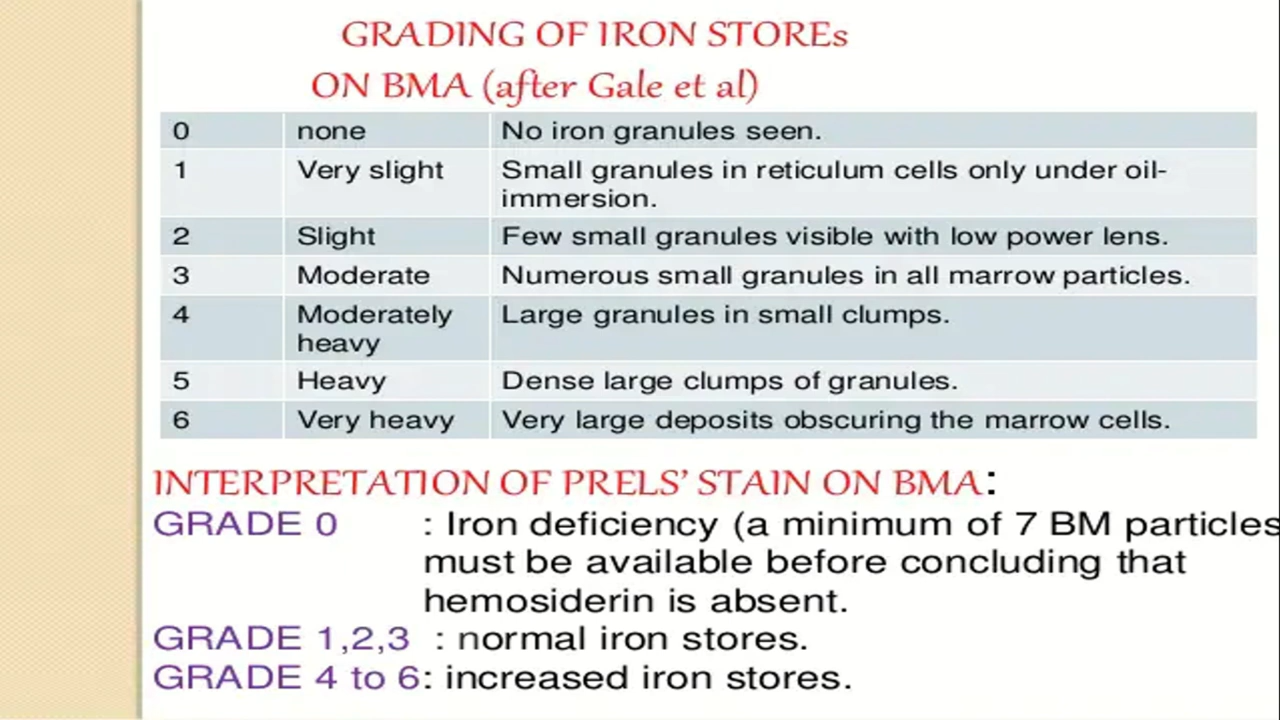 GRADING OF IRON STOREs
ON BMA (after Gale et al)
0 none No iron granules seen.
1 Very slight Small granules in reticulum cells only under oil-
immersion.
2 Slight Few small granules visible with low power lens.
3 Moderate Numerous small granules in all marrow particles.
4 Moderately Large granules in small clumps.
heavy
5 Heavy Dense large clumps of granules.
6 Very heavy Very large deposits obscuring the marrow cells.
INTERPRETATION OF PRELS’ STAIN ON BMA:
GRADE 0 : Iron deficiency (a minimum of 7 BM particles
must be available before concluding that
hemosiderin is absent.
GRADE 1,2,3 : normal iron stores.
GRADE 4 to 6: increased iron stores.